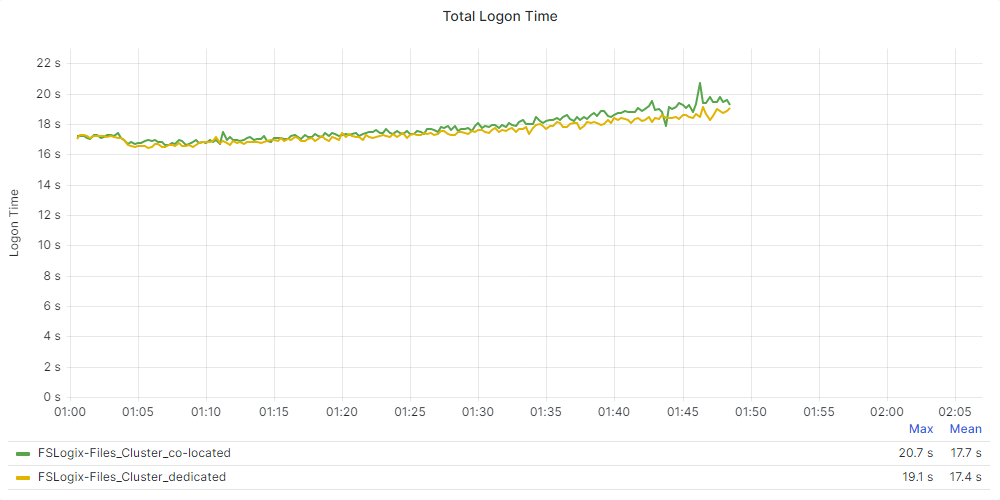 Total Logon Time
22 s
20 s
18 s
16 s
14 s
12 s
10 s
8 s
6 s
4 s
2 s
0 s
Logon Time
01:00 01:05 01:10 01:15 01:20 01:25 01:30 01:35 01:40 01:45 01:50 01:55 02:00 02:05
Max Mean
FSLogix-Files_Cluster_co-located 20.7 s 17.7 s
FSLogix-Files_Cluster_dedicated 19.1 s 17.4 s